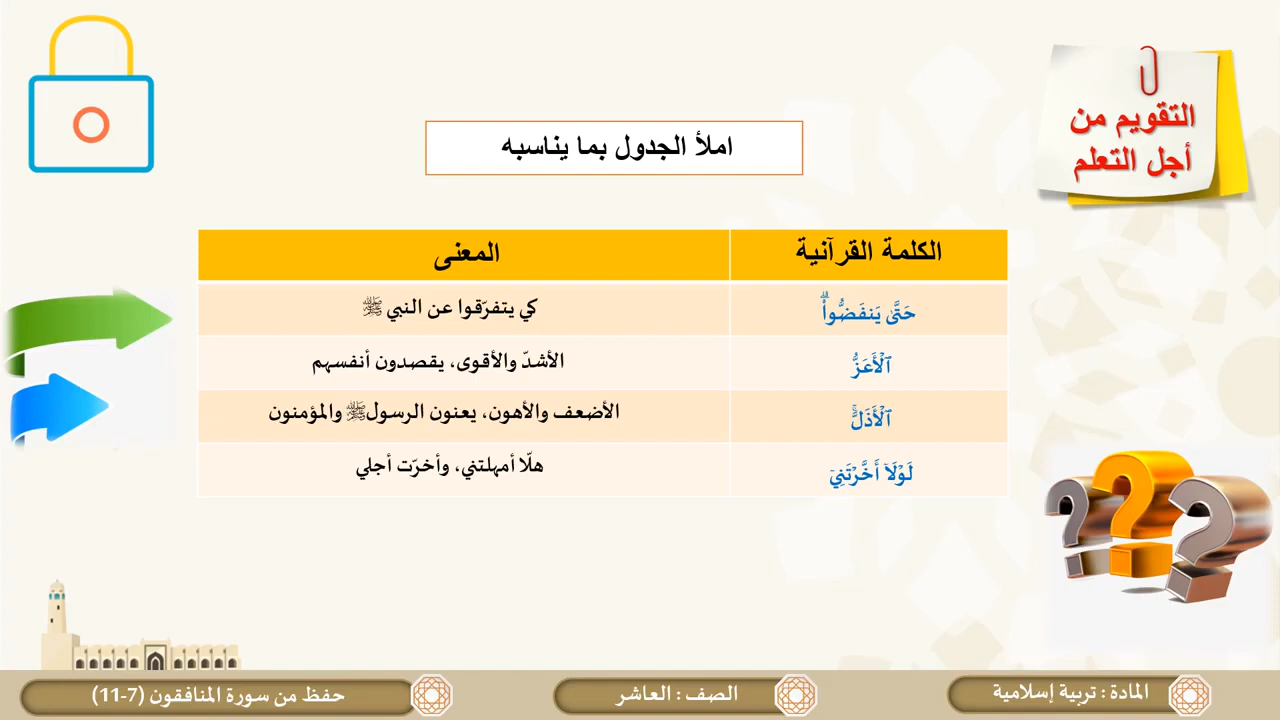 التقويم من
أجل التعلم
املأ الجدول بما يناسبه
الكلمة القرآنية
المعنى
حَتَّىٰ يَنفَضُّواْۗ
كي يتفرّقوا عن النبي ﷺ
ٱلۡأَعَزُّ
الأشدّ والأقوى، يقصدون أنفسهم
ٱلۡأَذَلَّۚ
الأضعف والأهون، يعنون الرسولﷺ والمؤمنون
لَوۡلَآ أَخَّرۡتَنِيٓ
هلّا أمهلتني، وأخرّت أجلي
المادة : تربية إسلامية
الصف : العاشر
حفظ من سورة المنافقون (7-11)